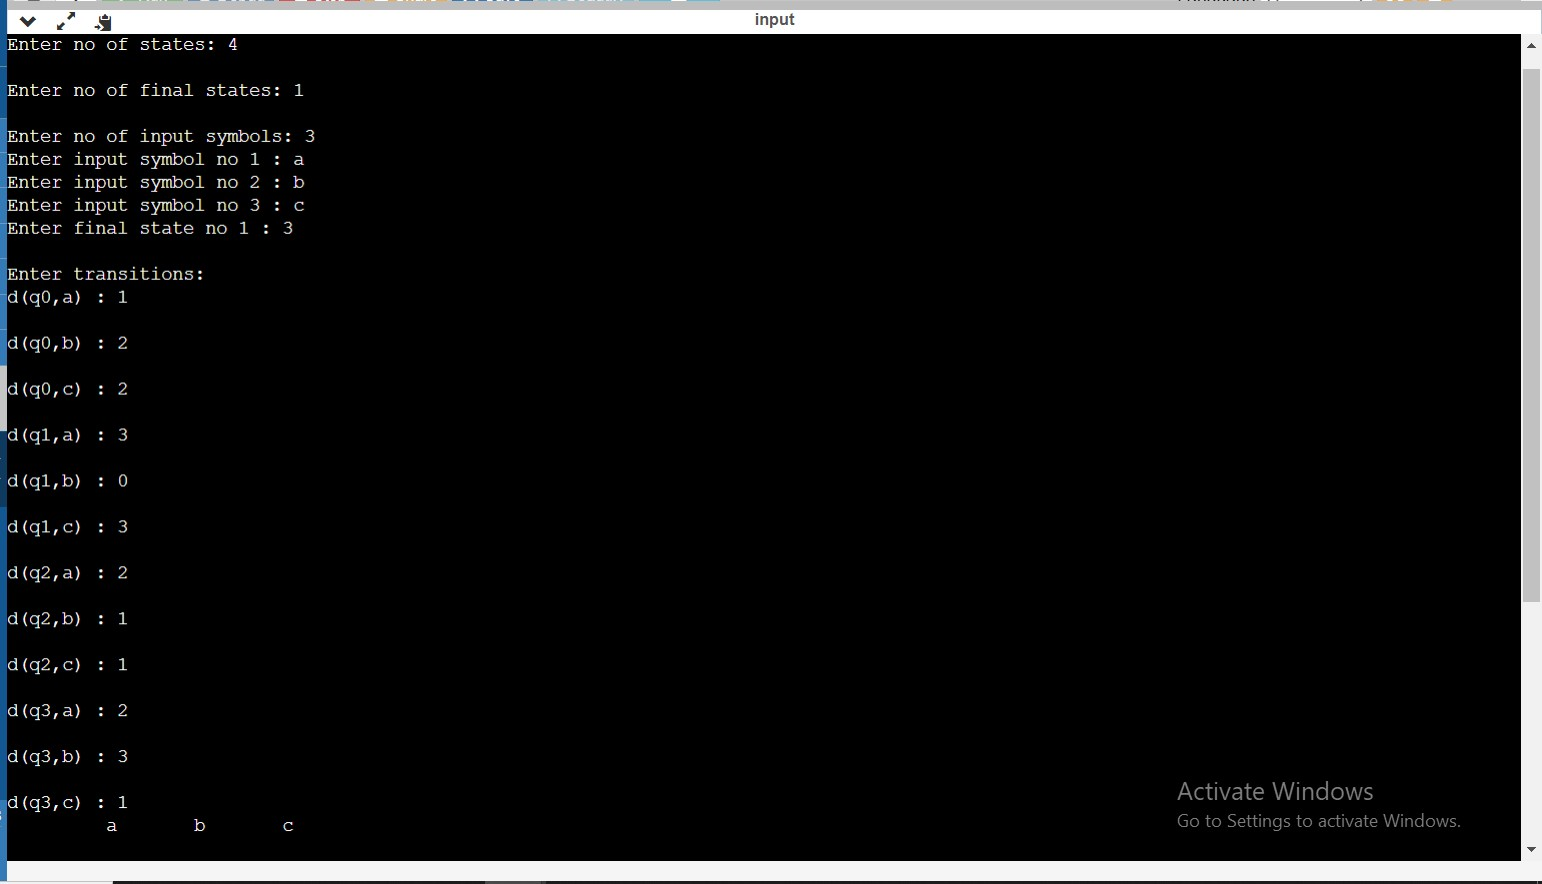 input
Enter no of states: 4
Enter no of final states: 1
Enter no of input symbols: 3
Enter input symbol no 1 : a
Enter input symbol no 2 : b
Enter input symbol no 3 : c
Enter final state no 1 : 3
Enter transitions:
d(q0,a) : 1
d(q0,b) : 2
d(q0,c) : 2
d(q1,a) : 3
d(q1,b) : 0
d(q1,c) : 3
d(q2,a) : 2
d(q2,b) : 1
d(q2,c) : 1
d(q3,a) : 2
d(q3,b) : 3
d(q3,c) : 1
a b c
Activate Windows
Go to Settings to activate Windows.